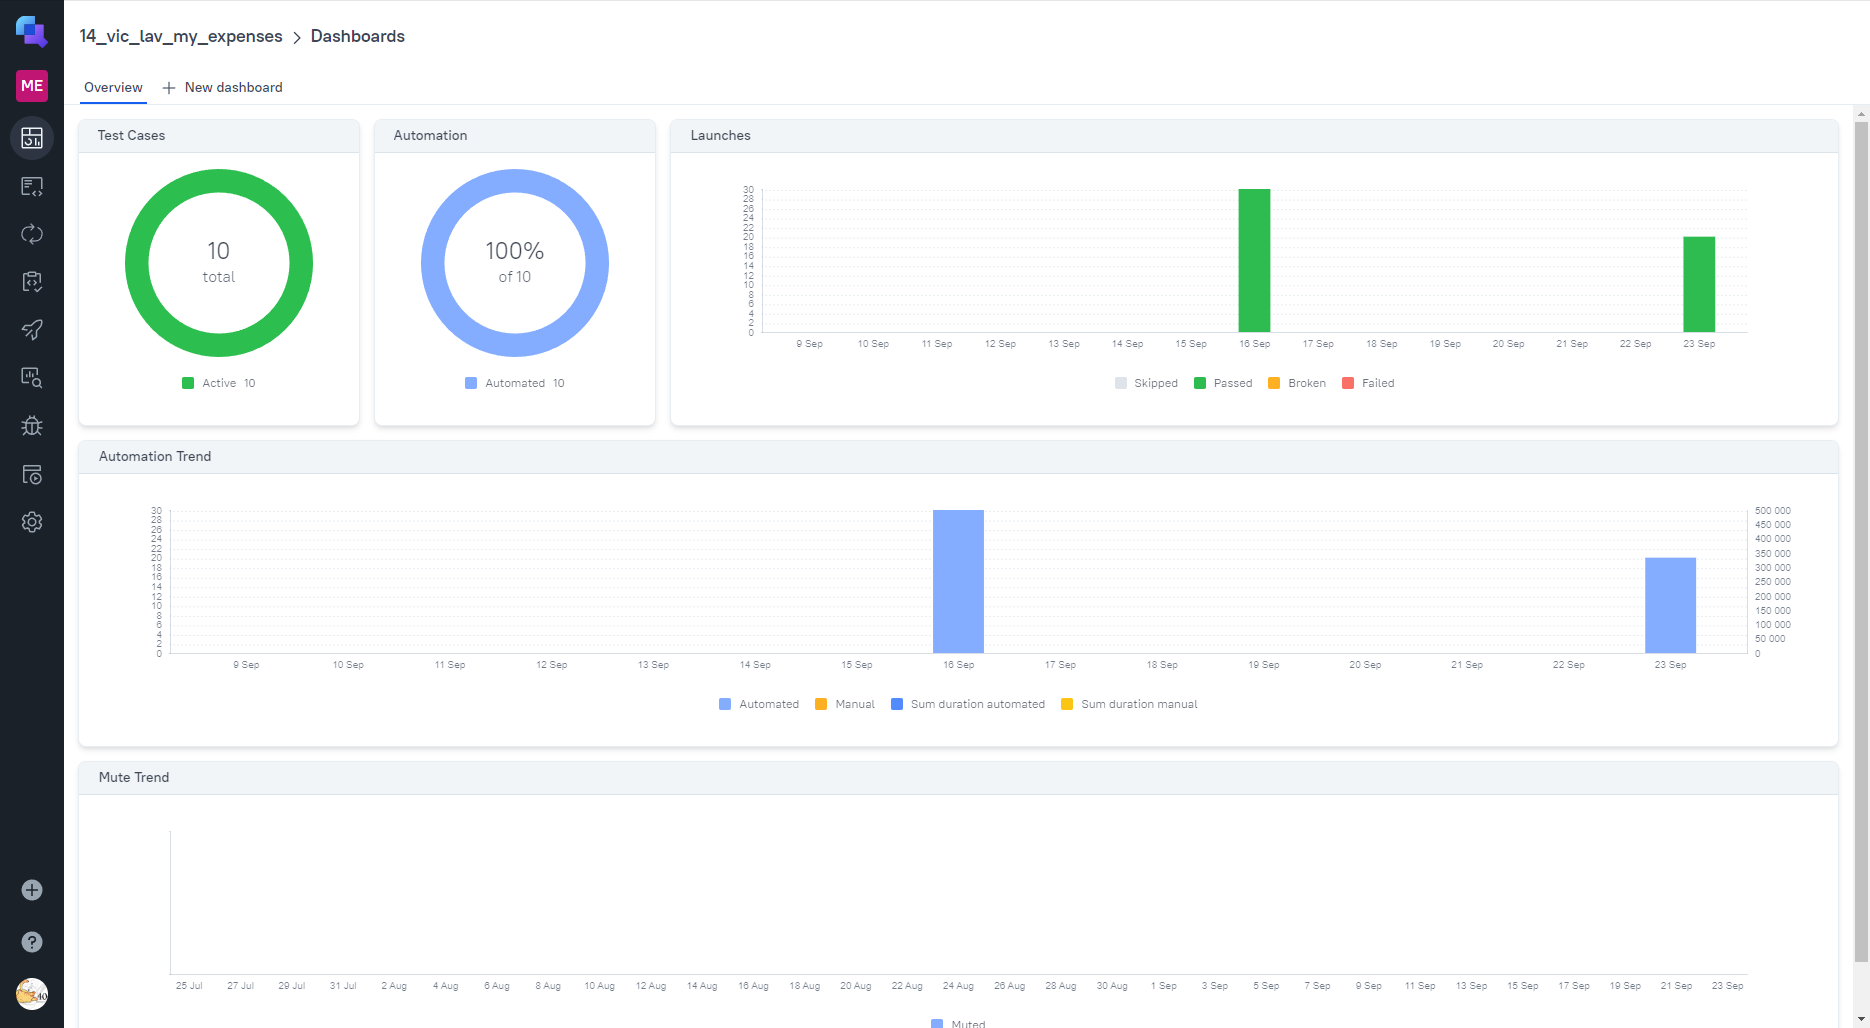 14_vic_lav_my_expenses > Dashboards
ME
Overview
New dashboard
Test Cases
10
total
Active 10
Automation
100%
of 10
Automated 10
Launches
30
28
26
24
22
20
18
16
14
12
10
8
6
4
2
0
9 Sep 10 Sep 11 Sep 12 Sep 13 Sep 14 Sep 15 Sep 16 Sep 17 Sep 18 Sep 19 Sep 20 Sep 21 Sep 22 Sep 23 Sep
Skipped Passed Broken Failed
Automation Trend
30
28
26
24
22
20
18
16
14
12
10
8
6
4
2
0
500 000
450 000
400 000
350 000
300 000
250 000
200 000
150 000
100 000
50 000
0
9 Sep 10 Sep 11 Sep 12 Sep 13 Sep 14 Sep 15 Sep 16 Sep 17 Sep 18 Sep 19 Sep 20 Sep 21 Sep 22 Sep 23 Sep
Automated Manual Sum duration automated Sum duration manual
Mute Trend
25 Jul 27 Jul 29 Jul 31 Jul 2 Aug 4 Aug 6 Aug 8 Aug 10 Aug 12 Aug 14 Aug 16 Aug 18 Aug 20 Aug 22 Aug 24 Aug 26 Aug 28 Aug 30 Aug 1 Sep 3 Sep 5 Sep 7 Sep 9 Sep 11 Sep 13 Sep 15 Sep 17 Sep 19 Sep 21 Sep 23 Sep
Muted